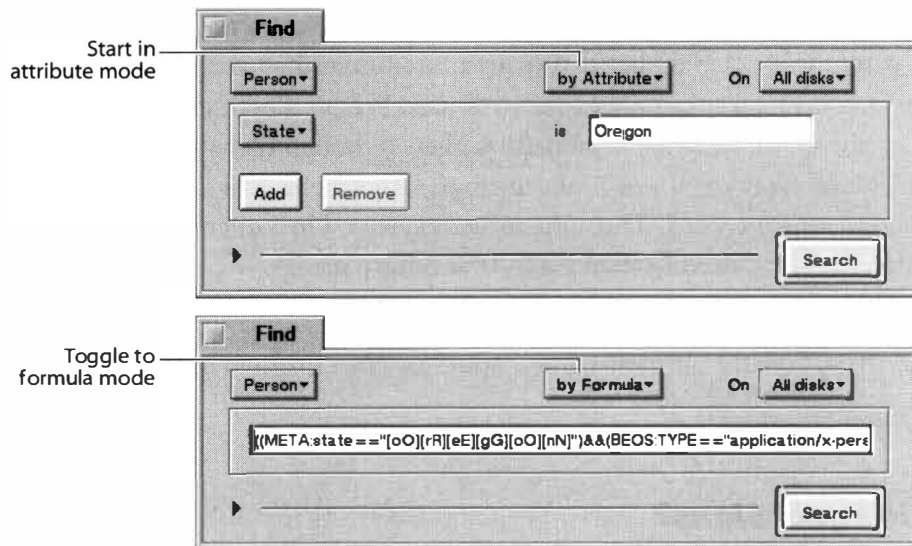 Find
Start in
attribute mode
Person by Attribute On All disks
State is Oregon
Add Remove
Search
Find
Toggle to
formula mode
Person by Formula On All disks
((META:state=="[oO][rR][eE][gG][oO][nN]")&&(BEOS:TYPE=="application/x-pers
Search